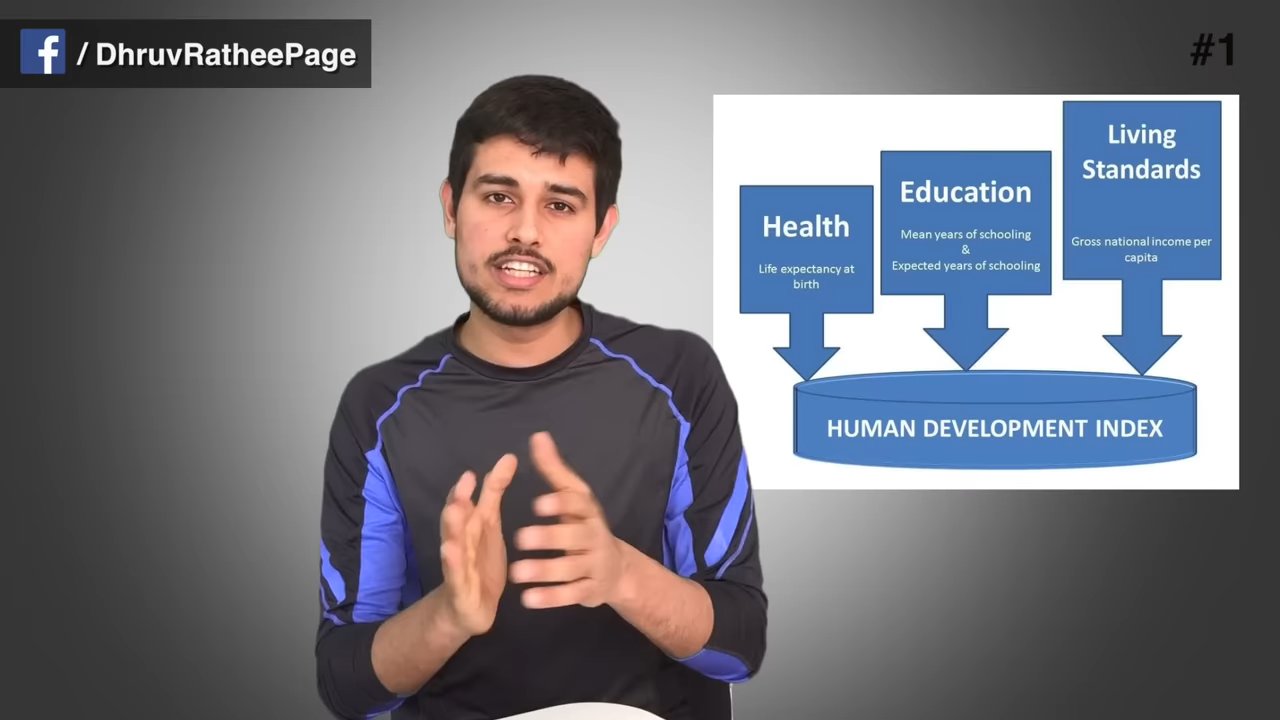 f / DhruvRatheePage
#1
Health
Life expectancy at
birth
Education
Mean years of schooling
&
Expected years of schooling
Living
Standards
Gross national income per
capita
HUMAN DEVELOPMENT INDEX